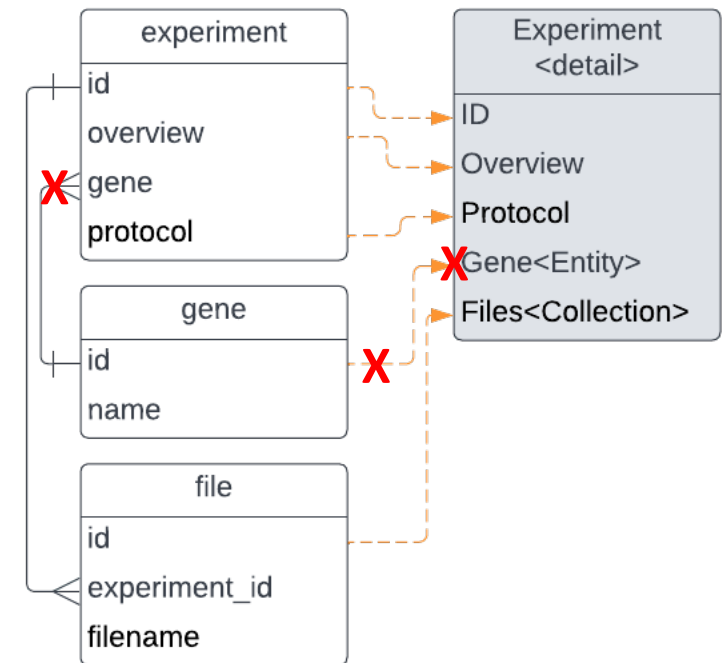 experiment
id
overview
gene
protocol
gene
id
name
file
id
experiment_id
filename
Experiment
<detail>
ID
Overview
Protocol
Gene<Entity>
Files<Collection>
X
X
X